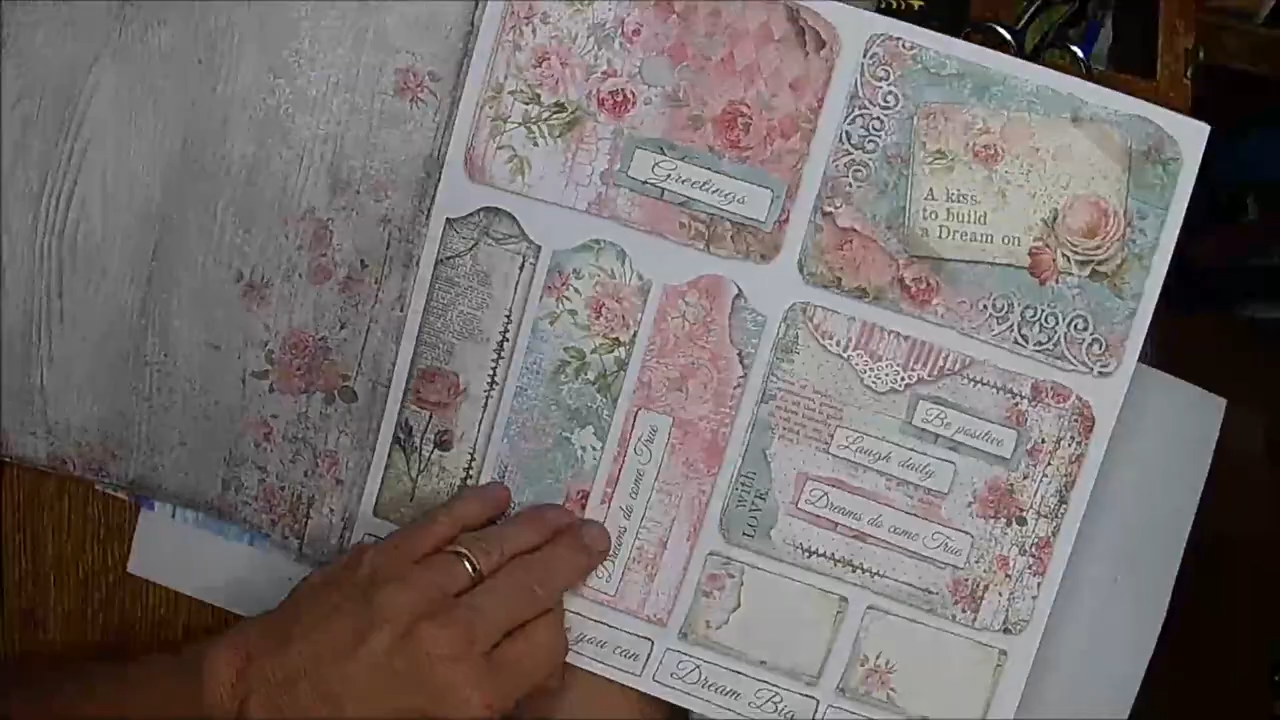 Greetings
A kiss
to build
a Dream on
Dreams do come True
Be positive
Laugh daily
Dreams do come True
with
LOVE
you can
Dream Big